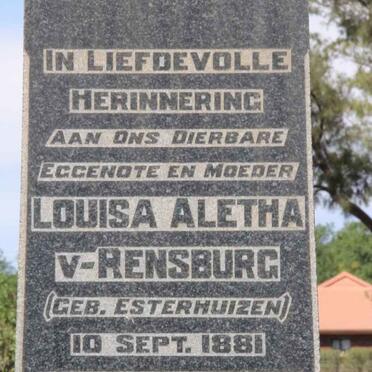 IN LIEFDEVOLLE
HERINNERING
AAN ONS DIERBARE
EGGENOTE EN MOEDER
LOUISA ALETHA
V-RENSBURG
(GEB. ESTERHUIZEN)
10 SEPT. 1881